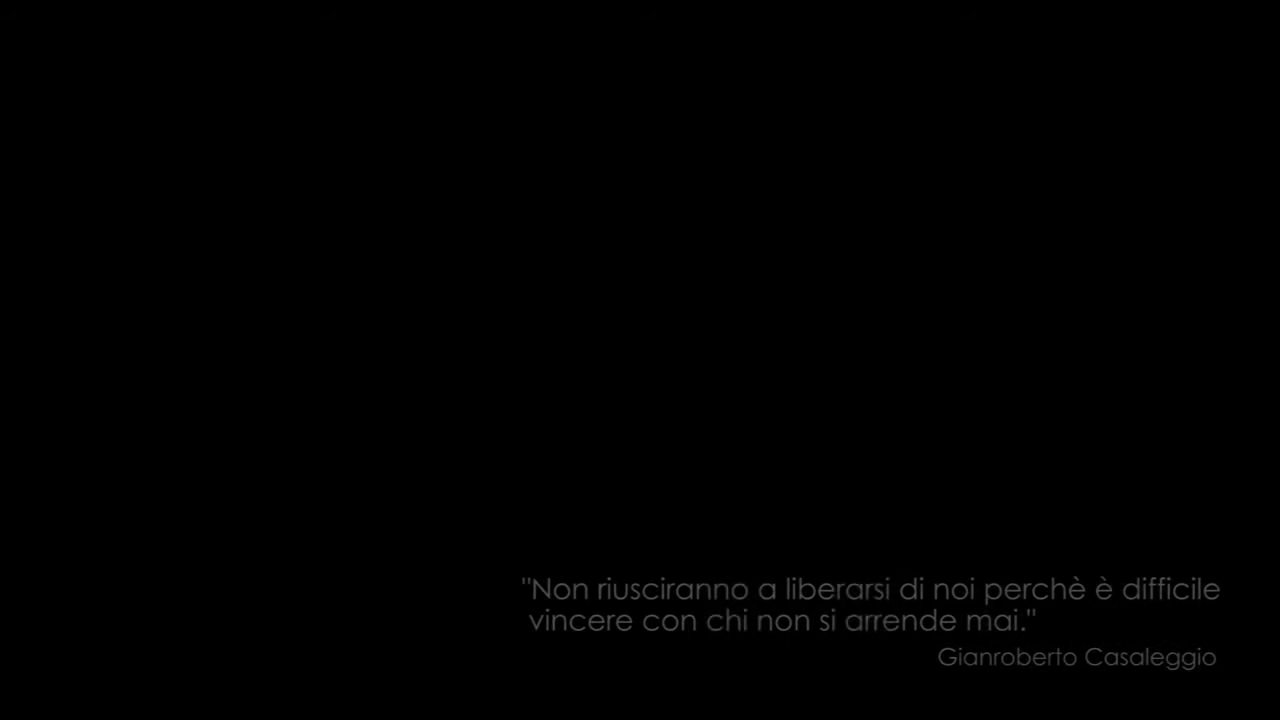 "Non riusciranno a liberarsi di noi perchè è difficile
vincere con chi non si arrende mai."
Gianroberto Casaleggio